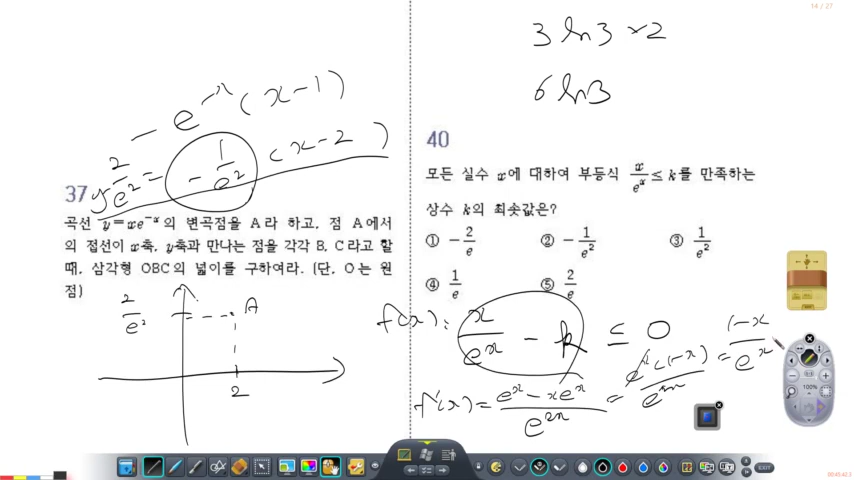 14 / 27
3 ln3 × 2
6 ln3
- e^-x (x-1)
y - 2/e² = - 1/e² (x-2)
37
곡선 y=xe^-x의 변곡점을 A라 하고, 점 A에서
의 접선이 x축, y축과 만나는 점을 각각 B, C라고 할
때, 삼각형 OBC의 넓이를 구하여라. (단, O는 원
점)
2/e²
A
2
40
모든 실수 x에 대하여 부등식 x/e^x ≤ k를 만족하는
상수 k의 최솟값은?
① -2/e ② -1/e² ③ 1/e²
④ 1/e ⑤ 2/e
f(x): x/e^x - k ≤ 0
f'(x) = (e^x - xe^x)/e^2x = e^x(1-x)/e^2x = (1-x)/e^x
EXIT
00:45:42.3